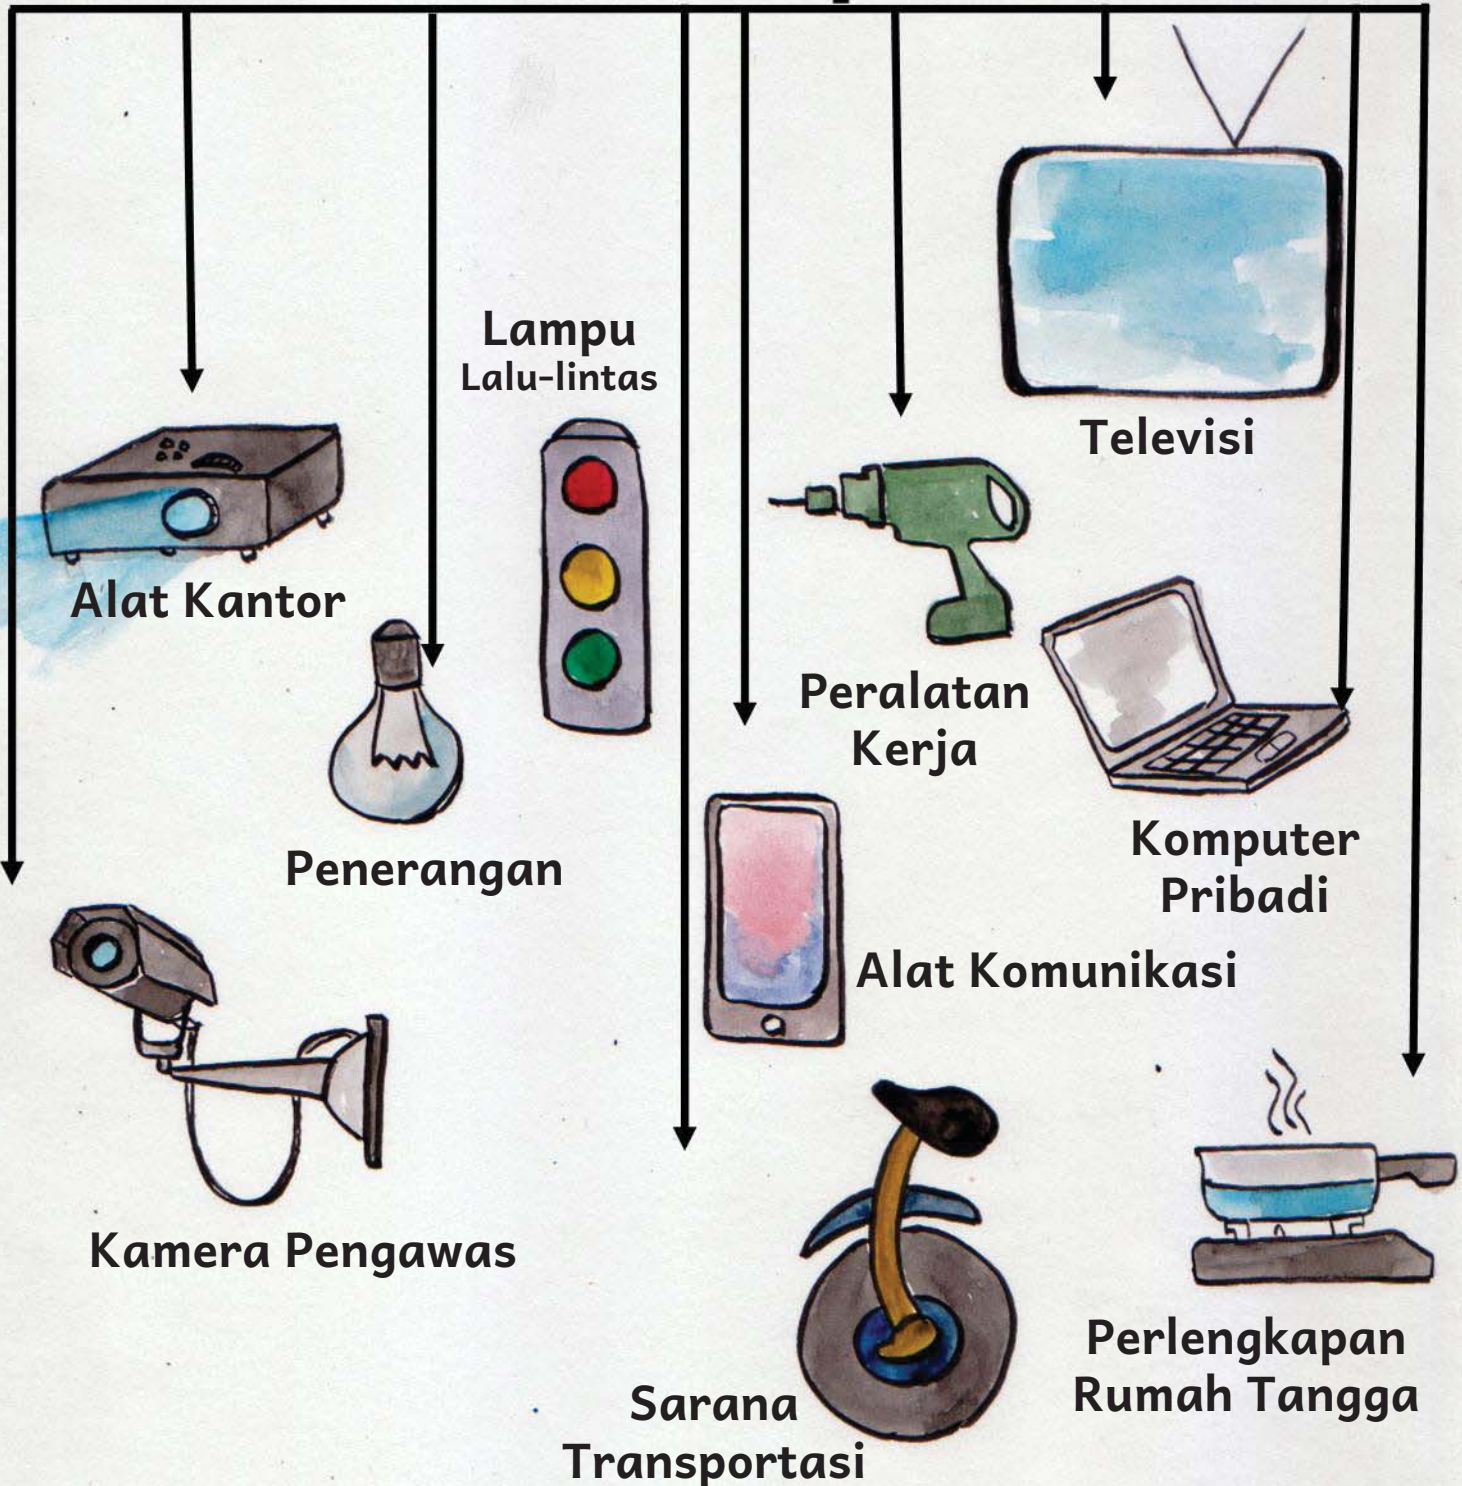 Lampu
Lalu-lintas
Televisi
Alat Kantor
Peralatan
Kerja
Penerangan
Komputer
Pribadi
Alat Komunikasi
Kamera Pengawas
Perlengkapan
Rumah Tangga
Sarana
Transportasi